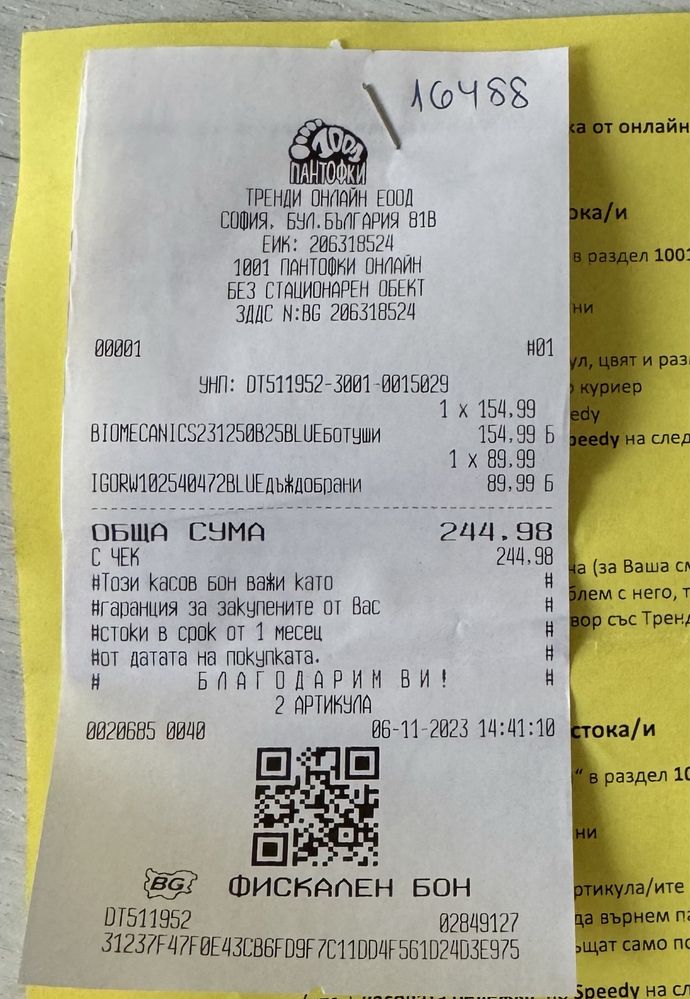 16488
1001
ПАНТОФКИ
ТРЕНДИ ОНЛАЙН ЕООД
СОФИЯ, БУЛ.БЪЛГАРИЯ 81В
ЕИК: 206318524
1001 ПАНТОФКИ ОНЛАЙН
БЕЗ СТАЦИОНАРЕН ОБЕКТ
ЗДДС N:BG 206318524
00001 #01
УНП: DT511952-3001-0015029
1 x 154,99
BIOMECANICS231250B25BLUEботуши 154,99 Б
1 x 89,99
IGORW102540472BLUEдъждобрани 89,99 Б
ОБЩА СУМА 244.98
С ЧЕК 244,98
#Този касов бон важи като #
#гаранция за закупените от Вас #
#стоки в срок от 1 месец #
#от датата на покупката. #
# БЛАГОДАРИМ ВИ! #
2 АРТИКУЛА
0020685 0040 06-11-2023 14:41:10
BG ФИСКАЛЕН БОН
DT511952 02849127
31237F47F0E43CB6FD9F7C11DD4F561D24D3E975
ка от онлайн
ока/и
в раздел 1001
ни
ул, цвят и раз
о куриер
edy
Speedy на след
на (за Ваша см
блем с него, т
вор със Тренд
стока/и
“ в раздел 10
ни
ртикула/ите
да върнем па
ъщат само по
Speedy на сл